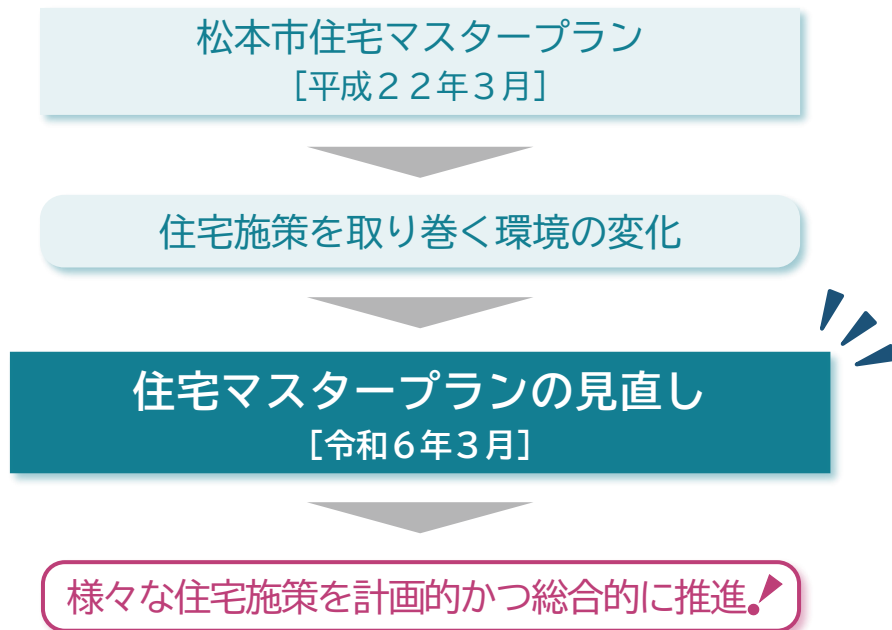 松本市住宅マスタープラン
[平成２２年３月]
住宅施策を取り巻く環境の変化
住宅マスタープランの見直し
[令和６年３月]
様々な住宅施策を計画的かつ総合的に推進！